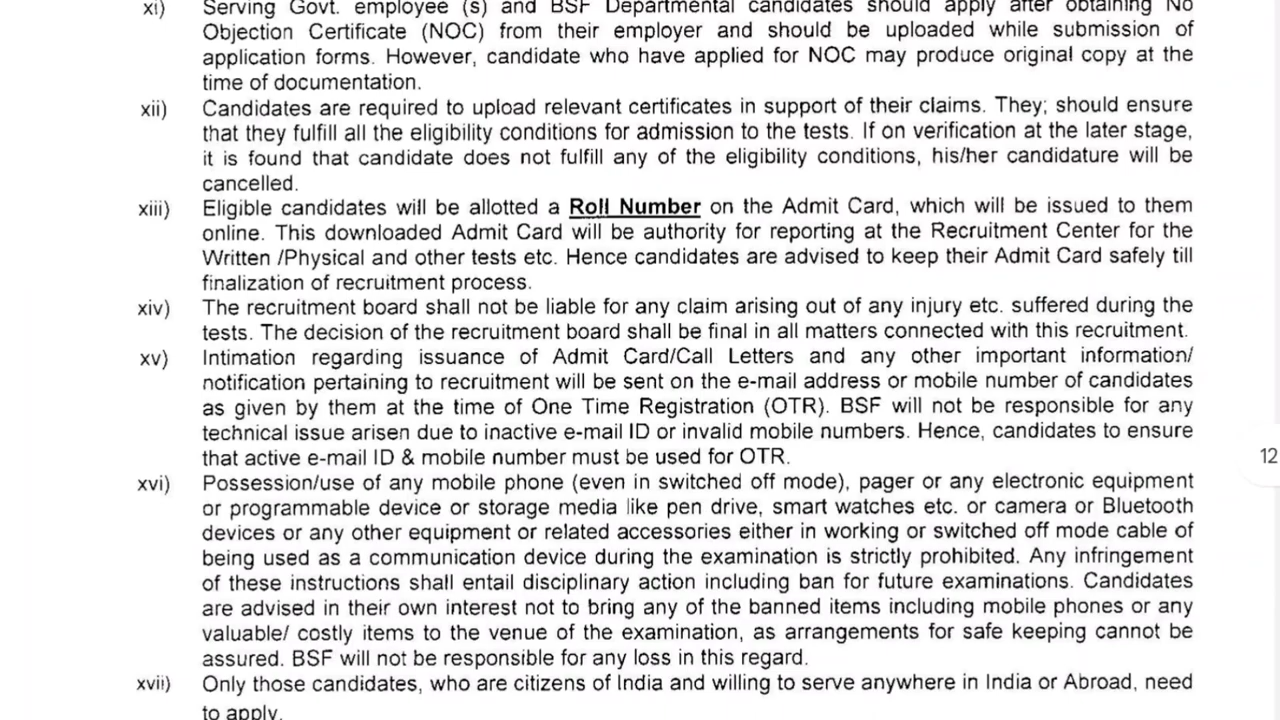 xi) Serving Govt. employee (s) and BSF Departmental candidates should apply after obtaining No
Objection Certificate (NOC) from their employer and should be uploaded while submission of
application forms. However, candidate who have applied for NOC may produce original copy at the
time of documentation.
xii) Candidates are required to upload relevant certificates in support of their claims. They; should ensure
that they fulfill all the eligibility conditions for admission to the tests. If on verification at the later stage,
it is found that candidate does not fulfill any of the eligibility conditions, his/her candidature will be
cancelled.
xiii) Eligible candidates will be allotted a Roll Number on the Admit Card, which will be issued to them
online. This downloaded Admit Card will be authority for reporting at the Recruitment Center for the
Written /Physical and other tests etc. Hence candidates are advised to keep their Admit Card safely till
finalization of recruitment process.
xiv) The recruitment board shall not be liable for any claim arising out of any injury etc. suffered during the
tests. The decision of the recruitment board shall be final in all matters connected with this recruitment.
xv) Intimation regarding issuance of Admit Card/Call Letters and any other important information/
notification pertaining to recruitment will be sent on the e-mail address or mobile number of candidates
as given by them at the time of One Time Registration (OTR). BSF will not be responsible for any
technical issue arisen due to inactive e-mail ID or invalid mobile numbers. Hence, candidates to ensure
that active e-mail ID & mobile number must be used for OTR.
12
xvi) Possession/use of any mobile phone (even in switched off mode), pager or any electronic equipment
or programmable device or storage media like pen drive, smart watches etc. or camera or Bluetooth
devices or any other equipment or related accessories either in working or switched off mode cable of
being used as a communication device during the examination is strictly prohibited. Any infringement
of these instructions shall entail disciplinary action including ban for future examinations. Candidates
are advised in their own interest not to bring any of the banned items including mobile phones or any
valuable/ costly items to the venue of the examination, as arrangements for safe keeping cannot be
assured. BSF will not be responsible for any loss in this regard.
xvii) Only those candidates, who are citizens of India and willing to serve anywhere in India or Abroad, need
to apply.